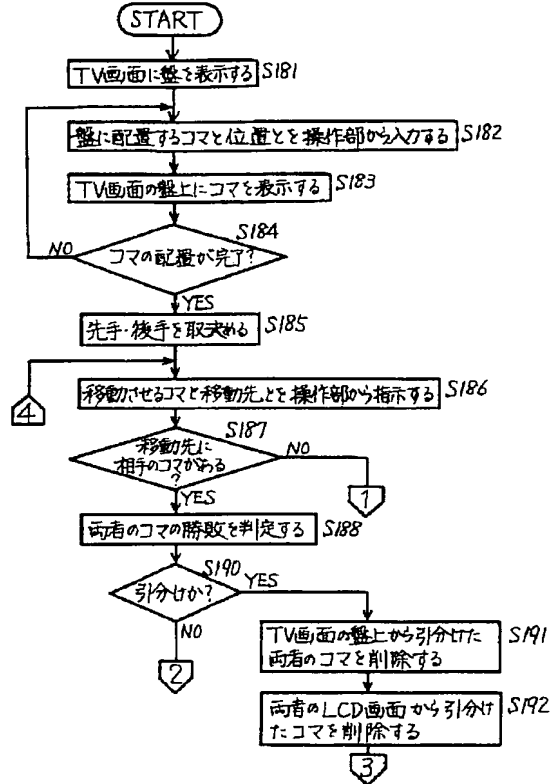 START
TV画面に盤を表示する S181
盤に配置するコマと位置とを操作部から入力する S182
TV画面の盤上にコマを表示する S183
S184
NO コマの配置が完了?
YES
先手・後手を取決める S185
4
移動させるコマと移動先とを操作部から指示する S186
S187
移動先に
相手のコマがある
?
NO
1
YES
両者のコマの勝敗を判定する S188
S190
引分けか? YES
NO
2
TV画面の盤上から引分けた
両者のコマを削除する
S191
両者のLCD画面から引分け
たコマを削除する
S192
3